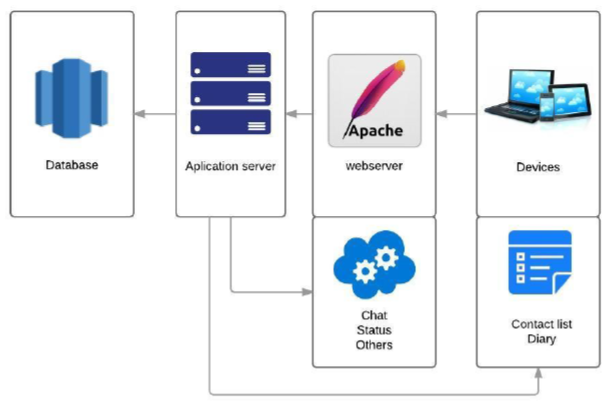 Apache
Database
Aplication server
webserver
Devices
Chat
Status
Others
Contact list
Diary